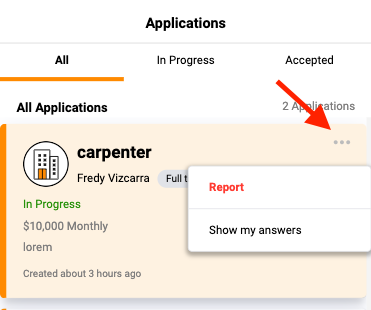 Applications
All In Progress Accepted
All Applications 2 Applications
carpenter
Fredy Vizcarra Full t
Report
In Progress
$10,000 Monthly
Show my answers
lorem
Created about 3 hours ago